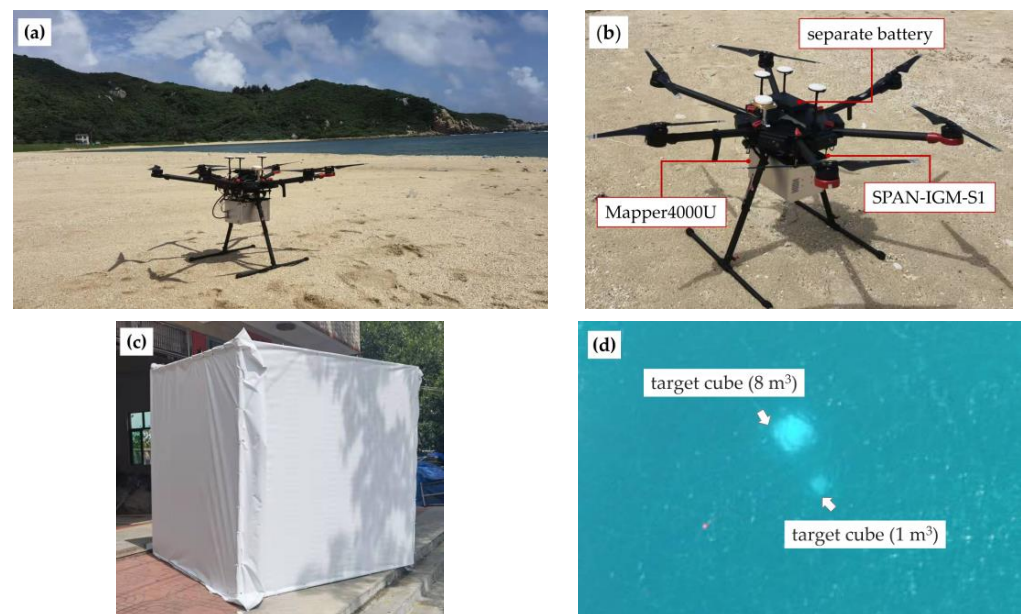 (a)
(b)
separate battery
Mapper4000U
SPAN-IGM-S1
(c)
(d)
target cube (8 m³)
target cube (1 m³)